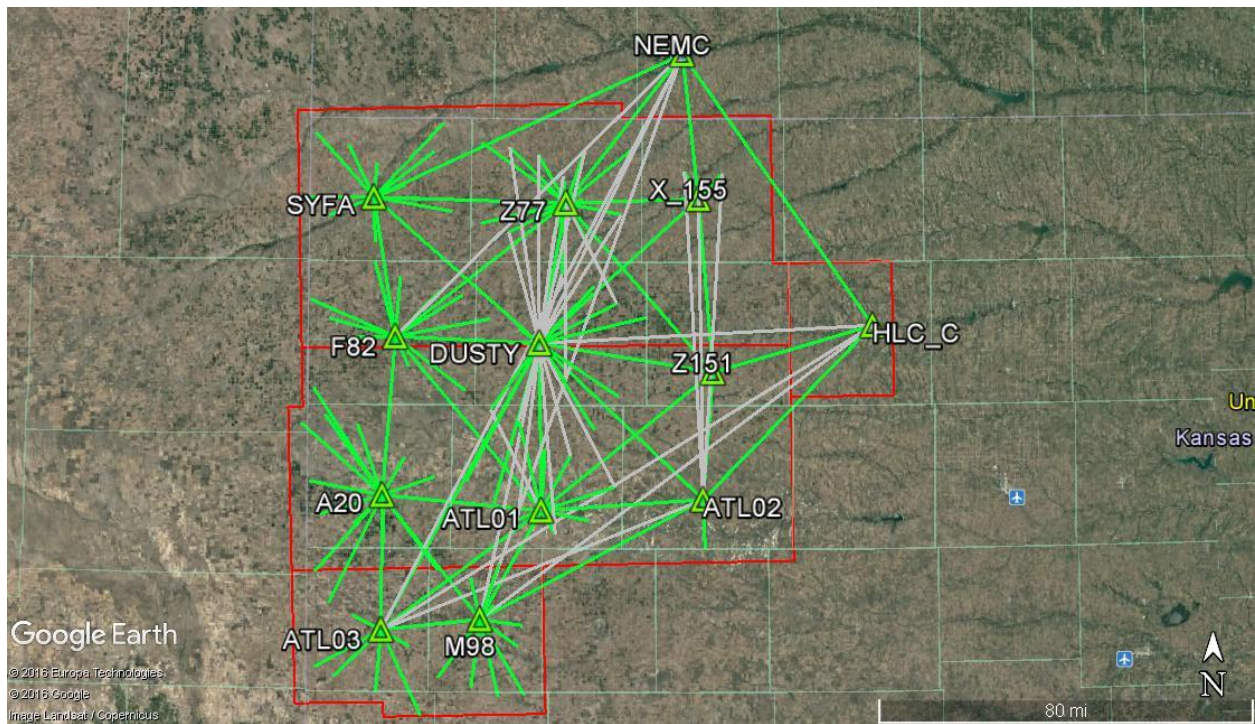 NEMC
SYFA
Z77
X_155
F82
DUSTY
Z151
HLC_C
Un
Kansas
A20
ATL01
ATL02
ATL03
M98
Google Earth
© 2016 Europa Technologies
© 2016 Google
Image Landsat / Copernicus
80 mi
N